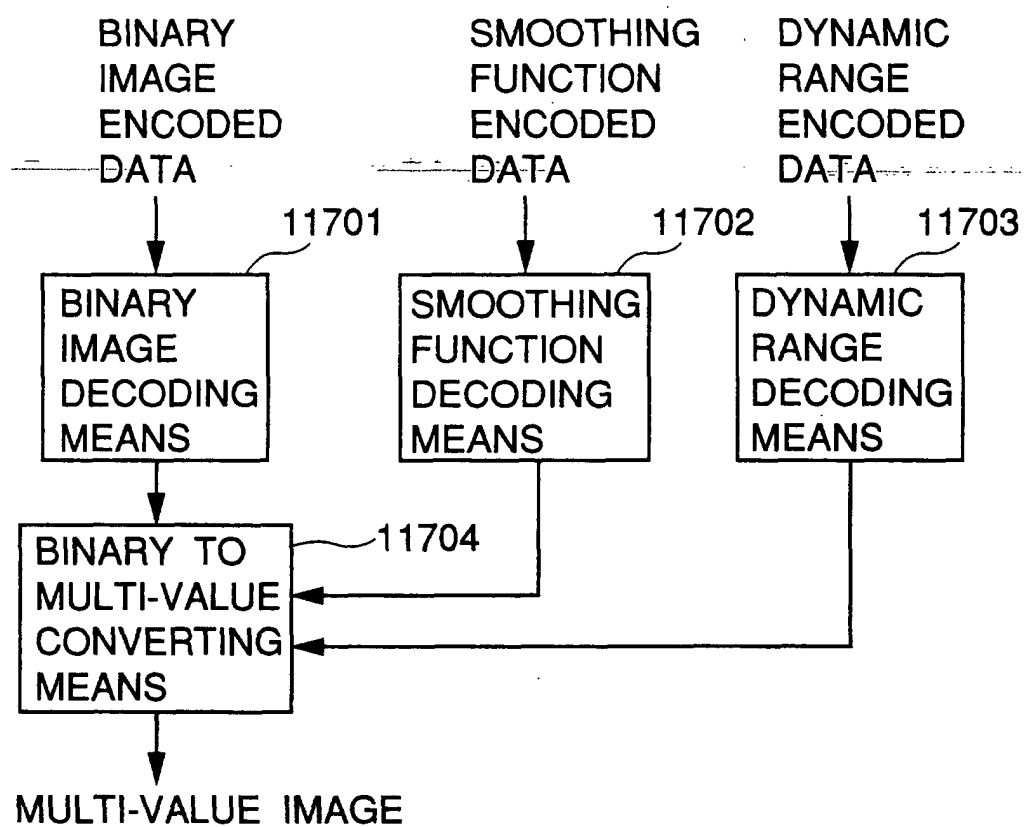 BINARY
IMAGE
ENCODED
DATA
SMOOTHING
FUNCTION
ENCODED
DATA
DYNAMIC
RANGE
ENCODED
DATA
11701
11702
11703
BINARY
IMAGE
DECODING
MEANS
SMOOTHING
FUNCTION
DECODING
MEANS
DYNAMIC
RANGE
DECODING
MEANS
11704
BINARY TO
MULTI-VALUE
CONVERTING
MEANS
MULTI-VALUE IMAGE